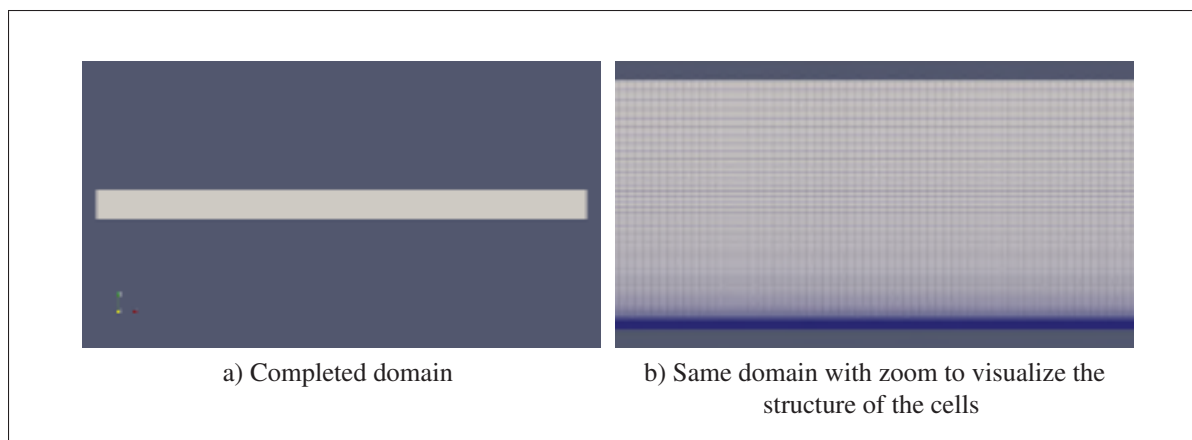 a) Completed domain
b) Same domain with zoom to visualize the
structure of the cells